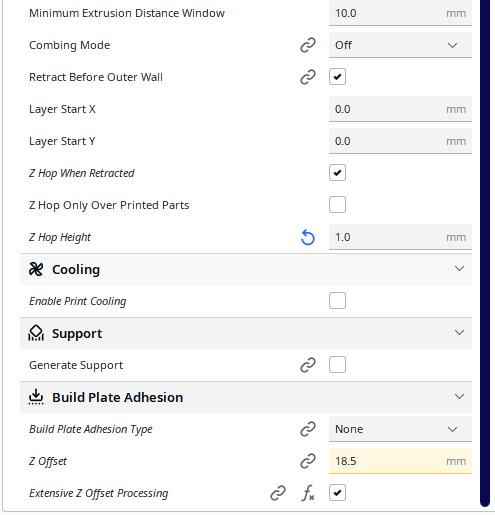 Minimum Extrusion Distance Window 10.0 mm
Combing Mode Off
Retract Before Outer Wall
Layer Start X 0.0 mm
Layer Start Y 0.0 mm
Z Hop When Retracted
Z Hop Only Over Printed Parts
Z Hop Height 1.0 mm
Cooling
Enable Print Cooling
Support
Generate Support
Build Plate Adhesion
Build Plate Adhesion Type None
Z Offset 18.5 mm
Extensive Z Offset Processing